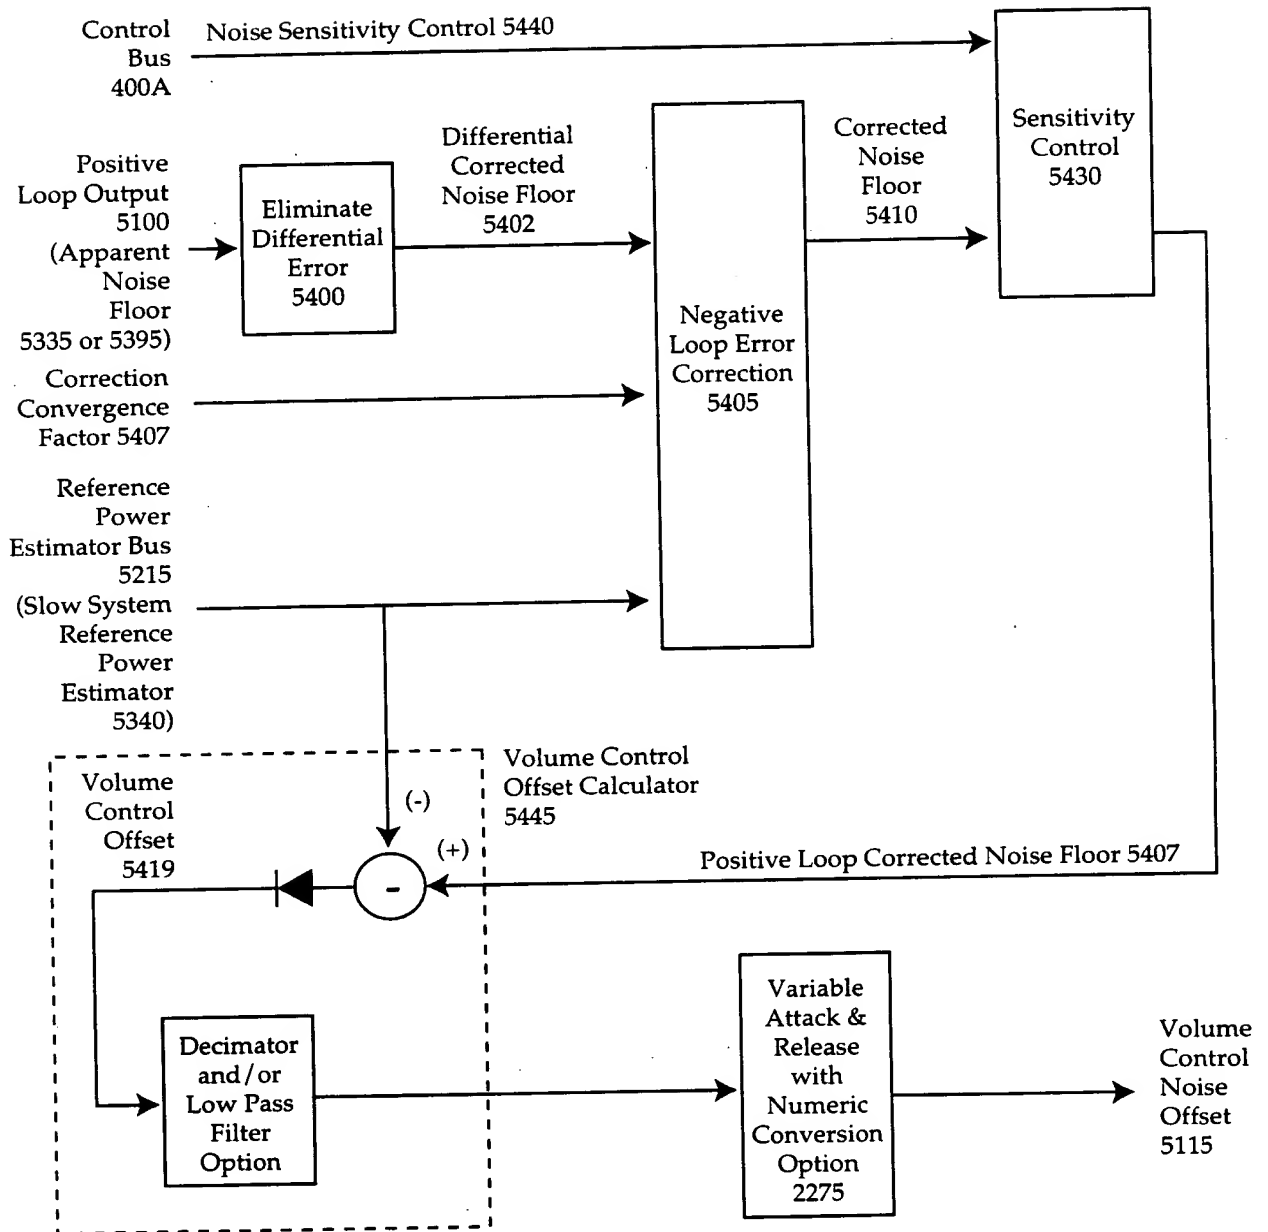 Control
Bus
400A
Noise Sensitivity Control 5440
Sensitivity
Control
5430
Positive
Loop Output
5100
(Apparent
Noise
Floor
5335 or 5395)
Eliminate
Differential
Error
5400
Differential
Corrected
Noise Floor
5402
Corrected
Noise
Floor
5410
Negative
Loop Error
Correction
5405
Correction
Convergence
Factor 5407
Reference
Power
Estimator Bus
5215
(Slow System
Reference
Power
Estimator
5340)
Volume
Control
Offset
5419
Volume Control
Offset Calculator
5445
(-)
(+)
-
Positive Loop Corrected Noise Floor 5407
Decimator
and/or
Low Pass
Filter
Option
Variable
Attack &
Release
with
Numeric
Conversion
Option
2275
Volume
Control
Noise
Offset
5115